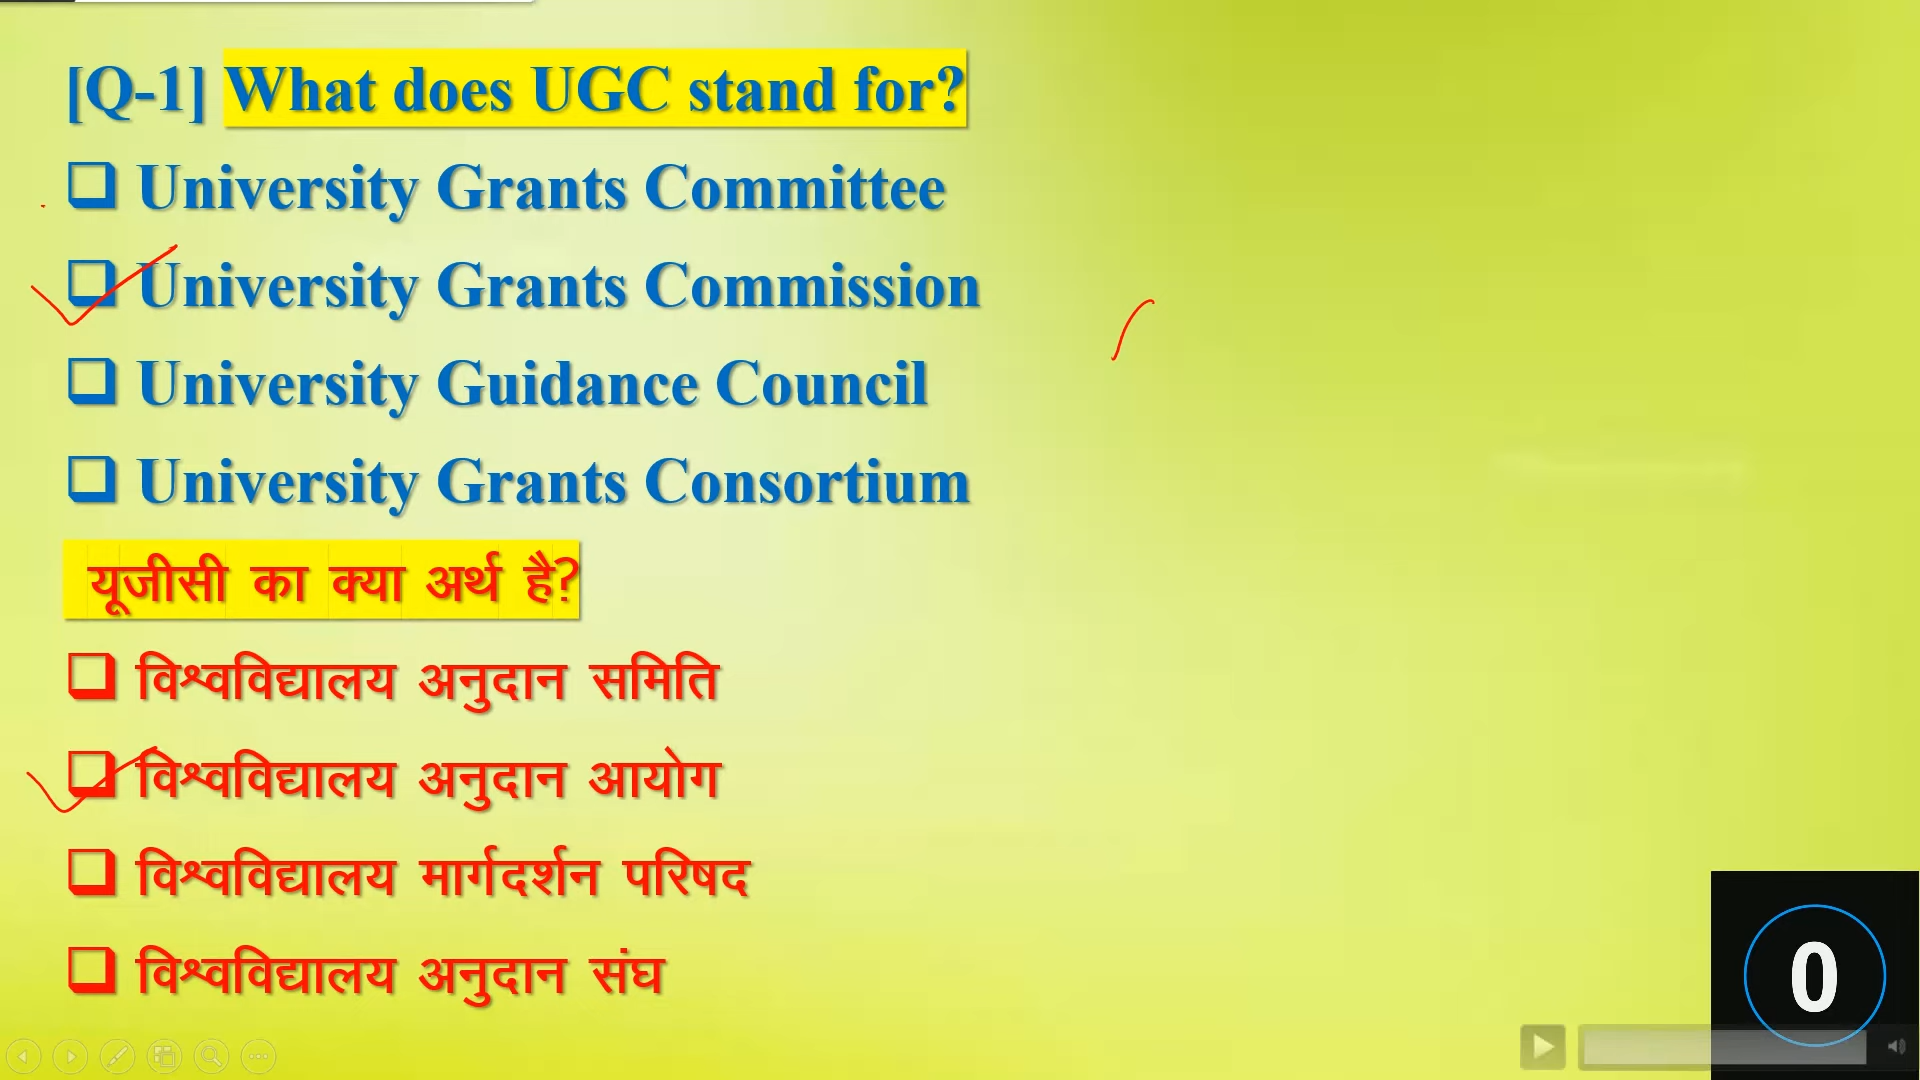 [Q-1] What does UGC stand for?
❑ University Grants Committee
❑ University Grants Commission
❑ University Guidance Council
❑ University Grants Consortium
यूजीसी का क्या अर्थ है?
❑ विश्वविद्यालय अनुदान समिति
❑ विश्वविद्यालय अनुदान आयोग
❑ विश्वविद्यालय मार्गदर्शन परिषद
❑ विश्वविद्यालय अनुदान संघ
0